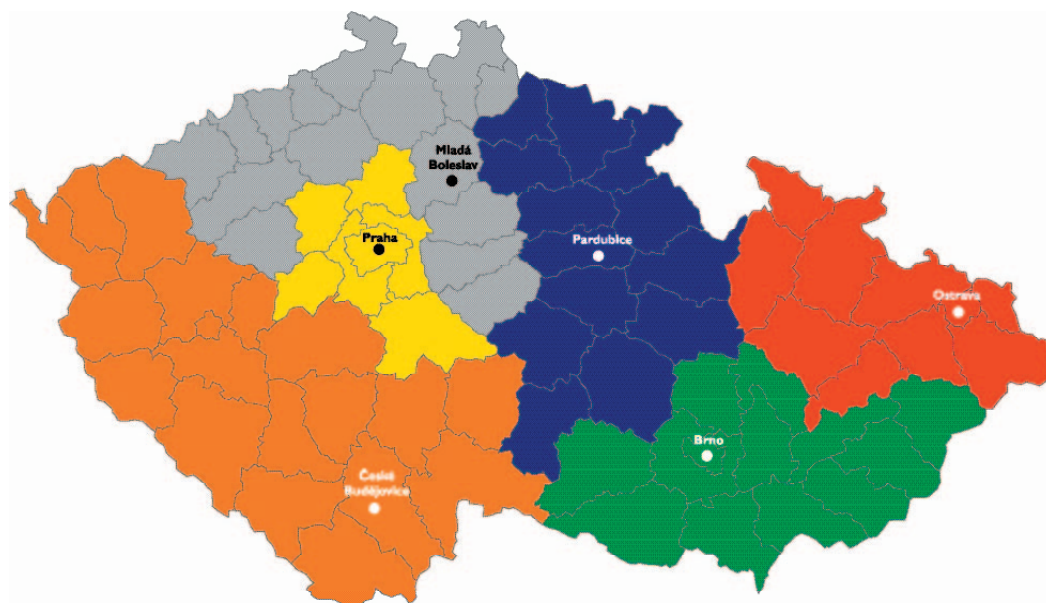 Mladá
Boleslav
Praha
Pardubice
Ostrava
Brno
České
Budějovice